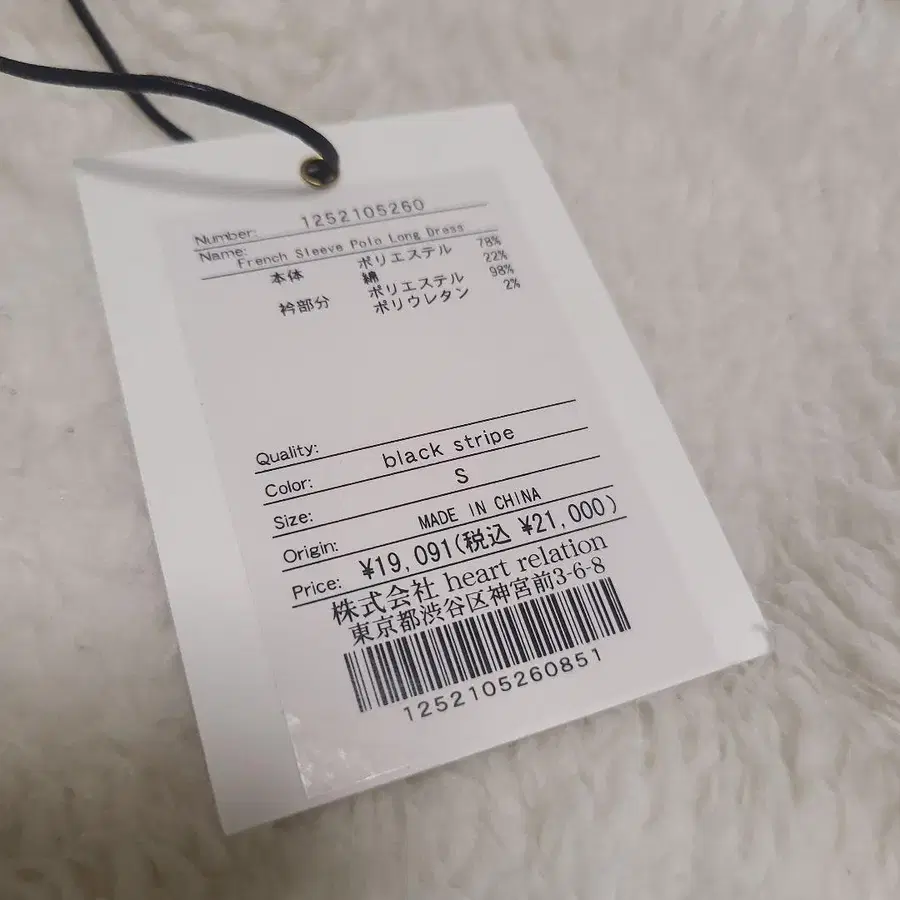 Number: 1252105260
Name: French Sleeve Polo Long Dress
本体 ポリエステル 78%
綿 22%
衿部分 ポリエステル 98%
ポリウレタン 2%
Quality:
Color: black stripe
Size: S
Origin: MADE IN CHINA
Price: ¥19,091(税込 ¥21,000)
株式会社 heart relation
東京都渋谷区神宮前3-6-8
1252105260851